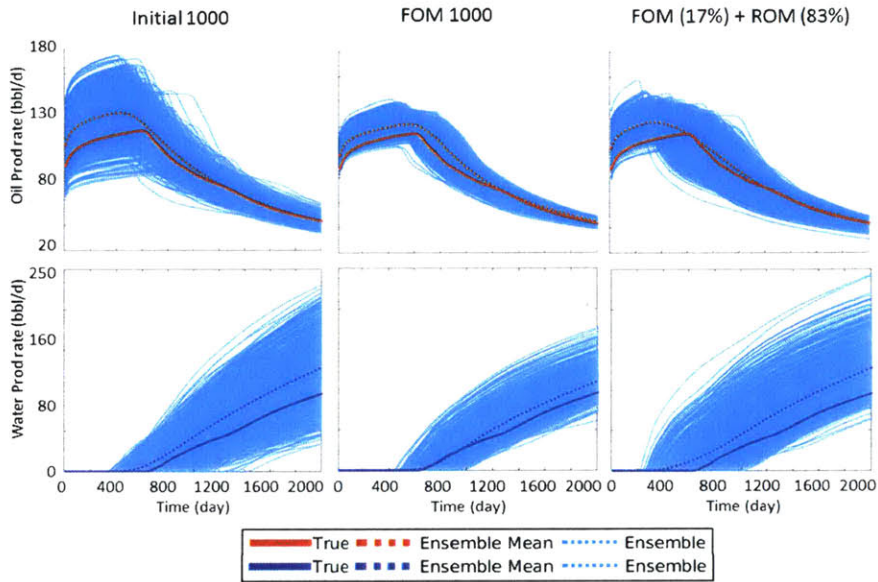 Initial 1000
FOM 1000
FOM (17%) + ROM (83%)
Oil Prod rate (bbl/d)
180
130
80
20
Water Prod rate (bbl/d)
250
160
80
0
0 400 800 1200 1600 2000
0 400 800 1200 1600 2000
0 400 800 1200 1600 2000
Time (day)
Time (day)
Time (day)
True Ensemble Mean Ensemble
True Ensemble Mean Ensemble